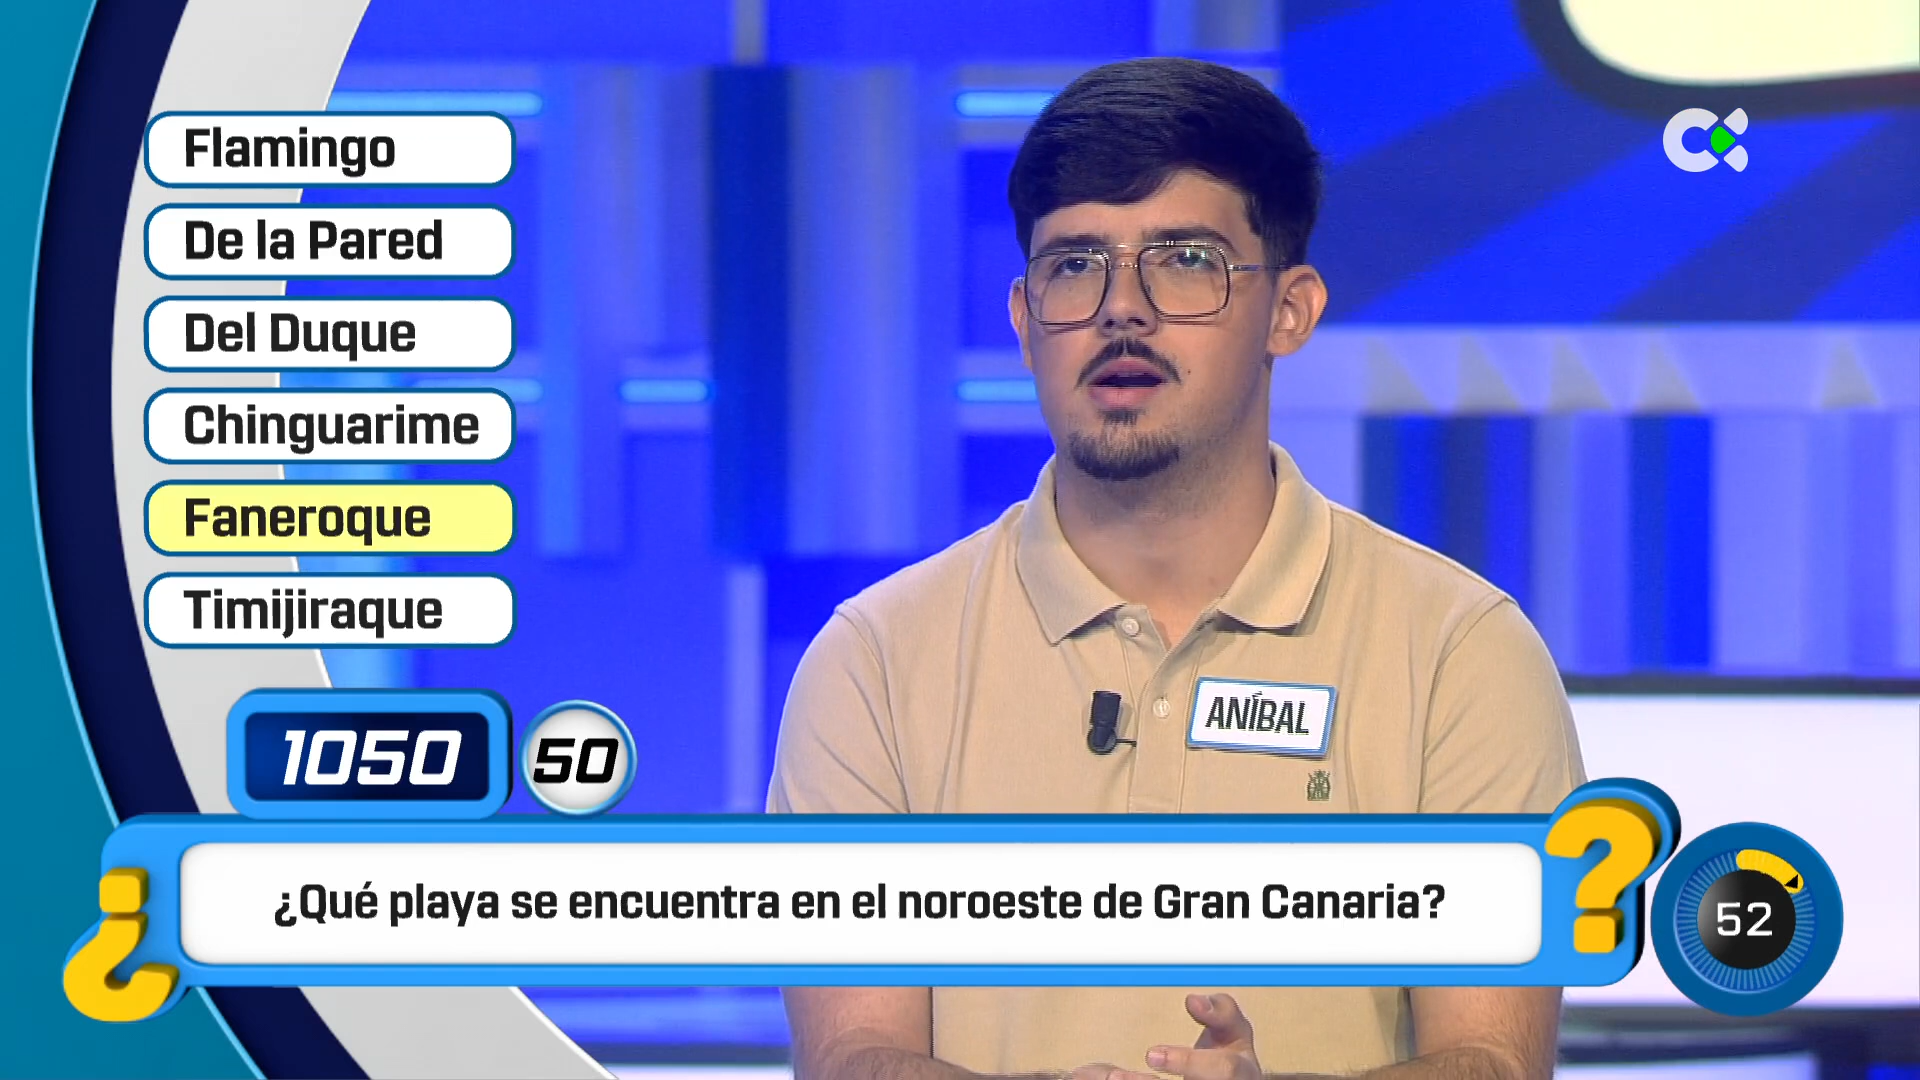 Flamingo
De la Pared
Del Duque
Chinguarime
Faneroque
Timijiraque
1050
50
ANÍBAL
¿Qué playa se encuentra en el noroeste de Gran Canaria?
52